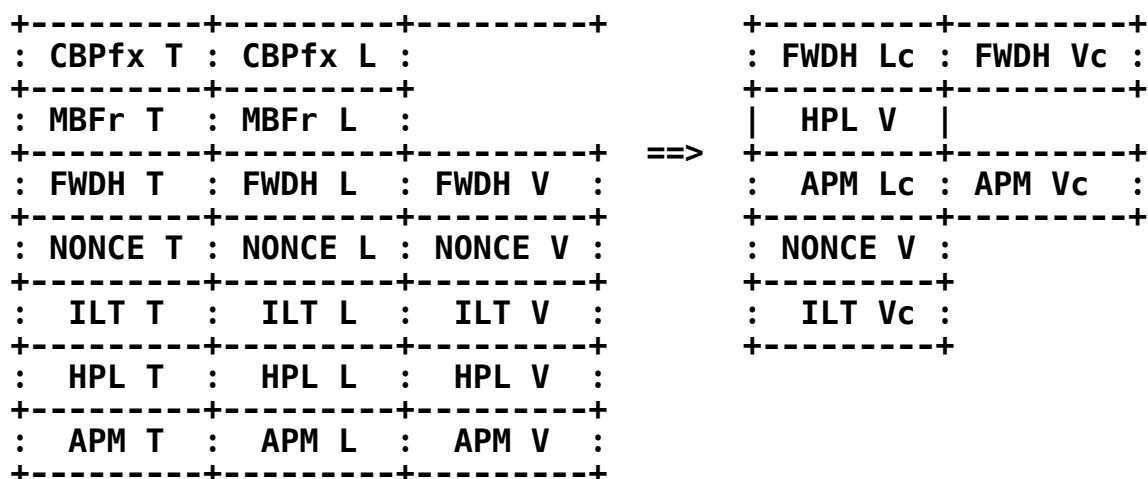 +---------+---------+---------+       +---------+---------+
: CBPfx T : CBPfx L :                 : FWDH Lc : FWDH Vc :
+---------+---------+                 +---------+---------+
: MBFr T  : MBFr L  :                 |  HPL V  |
+---------+---------+---------+  ==>  +---------+---------+
: FWDH T  : FWDH L  : FWDH V  :       :  APM Lc : APM Vc  :
+---------+---------+---------+       +---------+---------+
: NONCE T : NONCE L : NONCE V :       : NONCE V :
+---------+---------+---------+       +---------+
:  ILT T  :  ILT L  :  ILT V  :       :  ILT Vc :
+---------+---------+---------+       +---------+
:  HPL T  :  HPL L  :  HPL V  :
+---------+---------+---------+
:  APM T  :  APM L  :  APM V  :
+---------+---------+---------+